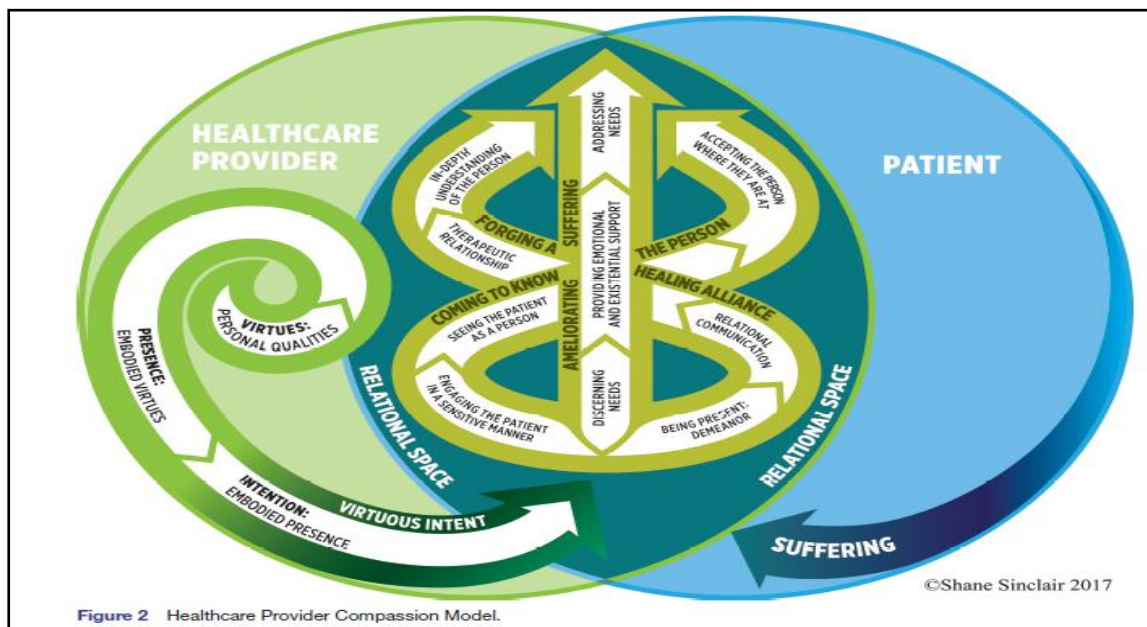 HEALTHCARE
PROVIDER
PATIENT
VIRTUES:
PERSONAL QUALITIES
PRESENCE:
EMBODIED VIRTUES
INTENTION:
EMBODIED PRESENCE
VIRTUOUS INTENT
RELATIONAL SPACE
IN-DEPTH
UNDERSTANDING
OF THE PERSON
FORGING A
THERAPEUTIC
RELATIONSHIP
COMING TO KNOW
SEEING THE PATIENT
AS A PERSON
ENGAGING THE PATIENT
IN A SENSITIVE MANNER
AMELIORATING SUFFERING
ADDRESSING
NEEDS
PROVIDING EMOTIONAL
AND EXISTENTIAL SUPPORT
DISCERNING
NEEDS
ACCEPTING THE PERSON
WHERE THEY ARE AT
THE PERSON
HEALING ALLIANCE
RELATIONAL
COMMUNICATION
BEING PRESENT:
DEMEANOR
RELATIONAL SPACE
SUFFERING
©Shane Sinclair 2017
Figure 2 Healthcare Provider Compassion Model.